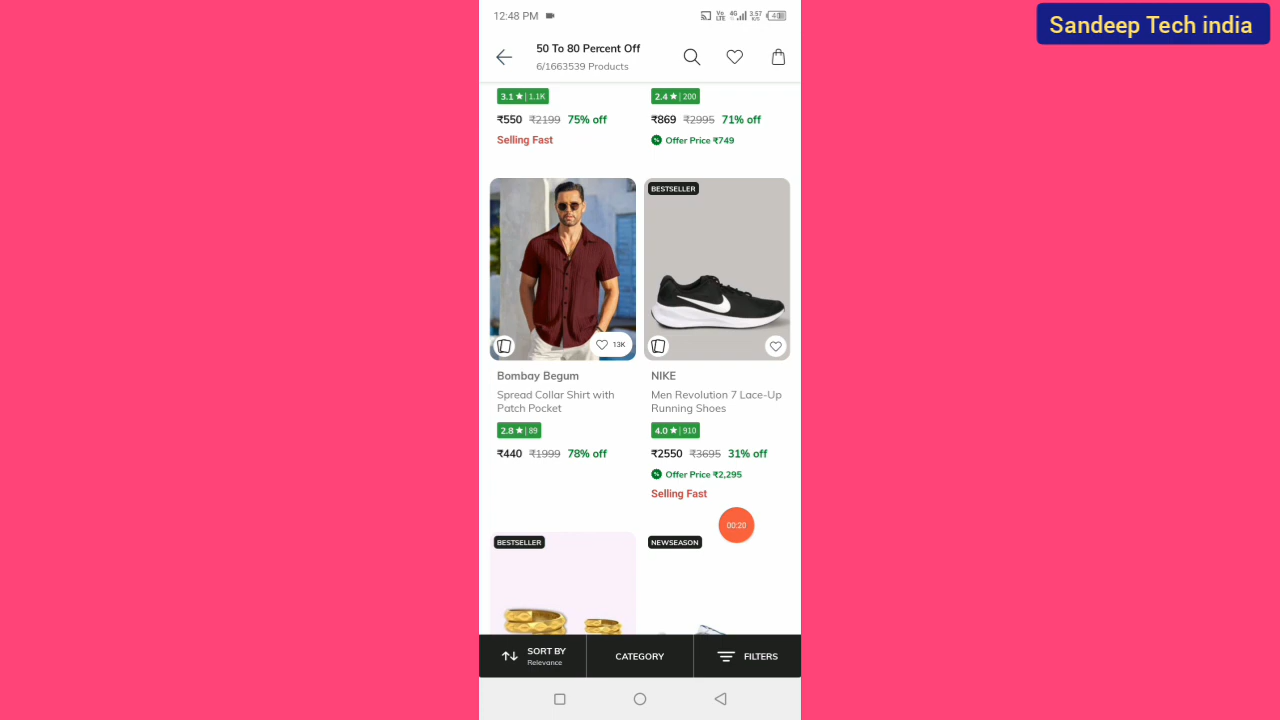 12:48 PM
Sandeep Tech india
50 To 80 Percent Off
6/1663539 Products
3.1 ★ | 1.1K
2.4 ★ | 200
₹550 ₹2199 75% off
₹869 ₹2995 71% off
Selling Fast
Offer Price ₹749
BESTSELLER
13K
Bombay Begum
NIKE
Spread Collar Shirt with
Patch Pocket
Men Revolution 7 Lace-Up
Running Shoes
2.8 ★ | 89
4.0 ★ | 910
₹440 ₹1999 78% off
₹2550 ₹3695 31% off
Offer Price ₹2,295
Selling Fast
00:20
BESTSELLER
NEWSEASON
SORT BY
Relevance
CATEGORY
FILTERS